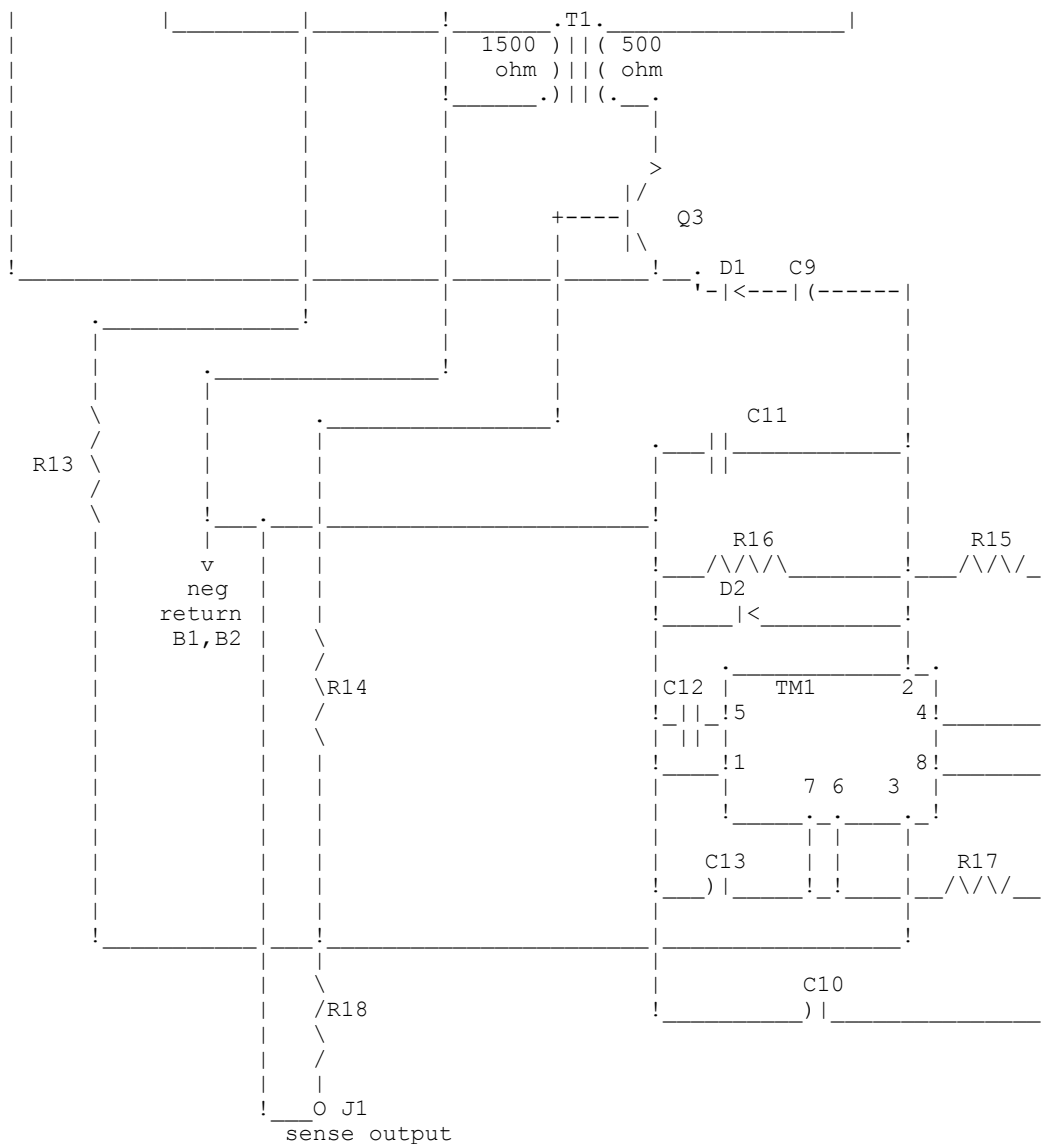 T1
1500 500
ohm ohm
Q3
D1 C9
C11
R13
R16 R15
v
neg
return
B1,B2
D2
R14
C12 TM1 2
5 4
1 8
7 6 3
C13 R17
C10
R18
O J1
sense output